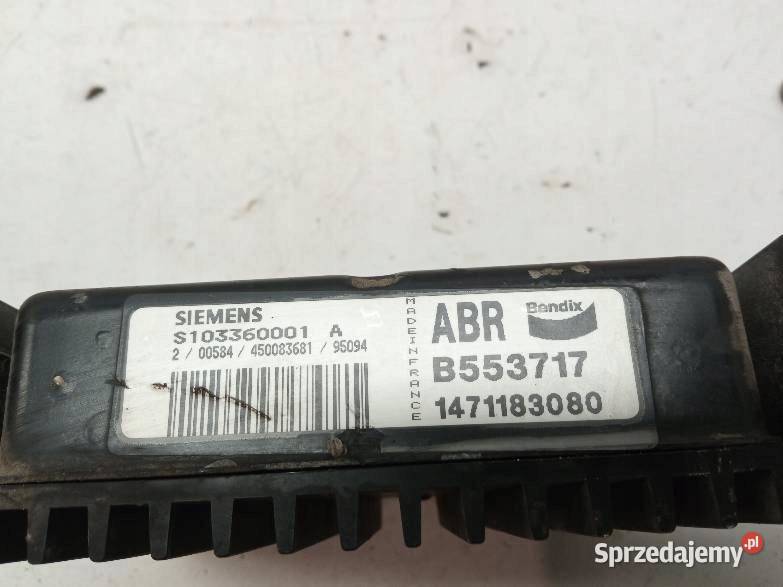 SIEMENS
S103360001 A
2 / 00584 / 450083681 / 95094
MADE IN FRANCE
ABR Bendix
B553717
1471183080
Sprzedajemy.pl